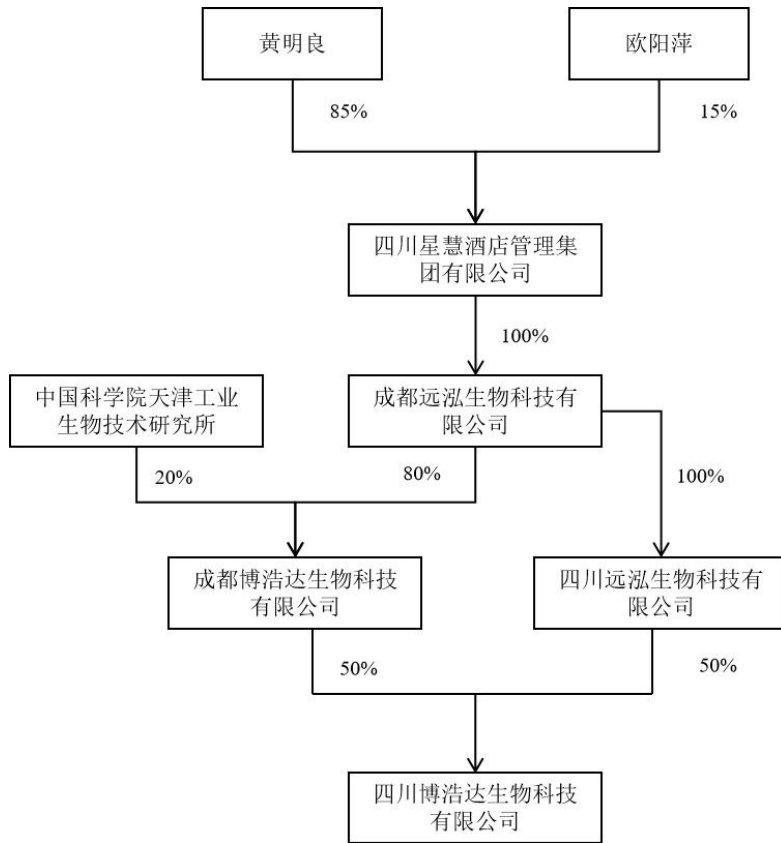 黄明良
欧阳萍
85%
15%
四川星慧酒店管理集
团有限公司
100%
中国科学院天津工业
生物技术研究所
成都远泓生物科技有
限公司
20%
80%
100%
成都博浩达生物科技
有限公司
四川远泓生物科技有
限公司
50%
50%
四川博浩达生物科技
有限公司